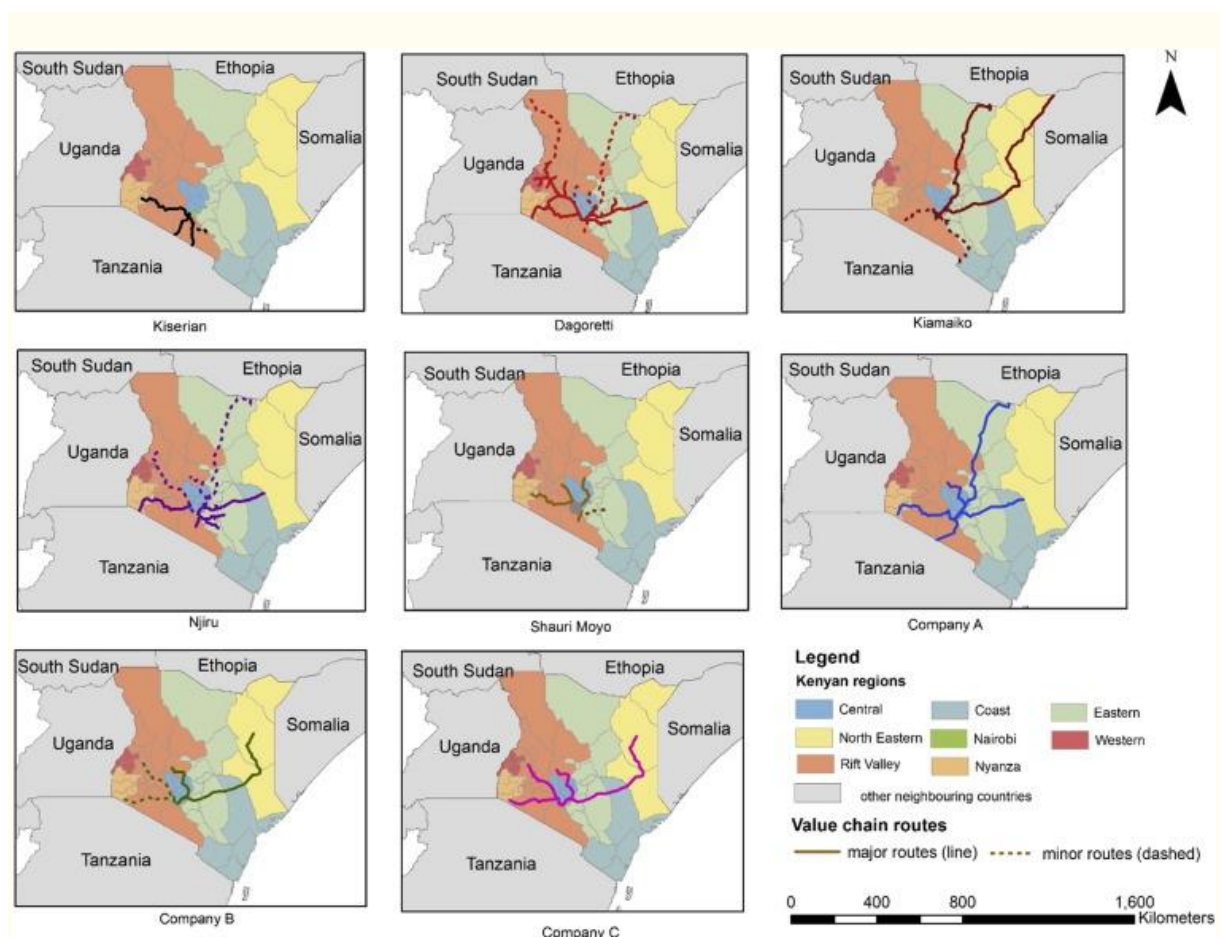 South Sudan
Ethiopia
Uganda
Somalia
Tanzania
Kiserian
South Sudan
Ethiopia
Uganda
Somalia
Tanzania
Dagoretti
South Sudan
Ethiopia
Uganda
Somalia
Tanzania
Kiamaiko
N
South Sudan
Ethiopia
Uganda
Somalia
Tanzania
Njiru
South Sudan
Ethiopia
Uganda
Somalia
Tanzania
Shauri Moyo
South Sudan
Ethiopia
Uganda
Somalia
Tanzania
Company A
South Sudan
Ethiopia
Uganda
Somalia
Tanzania
Company B
South Sudan
Ethiopia
Uganda
Somalia
Tanzania
Company C
Legend
Kenyan regions
Central
Coast
Eastern
North Eastern
Nairobi
Western
Rift Valley
Nyanza
other neighbouring countries
Value chain routes
major routes (line)
minor routes (dashed)
0 400 800 1,600
Kilometers